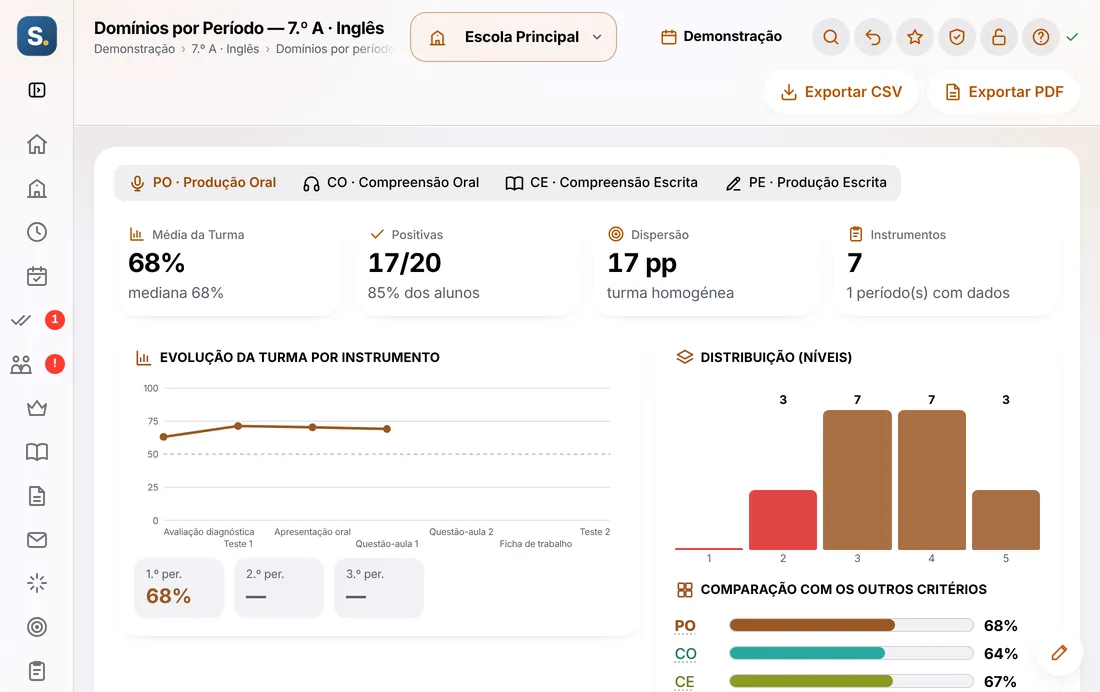 S.
Domínios por Período — 7.º A · Inglês
Demonstração › 7.º A · Inglês › Domínios por período
Escola Principal
Demonstração
Exportar CSV
Exportar PDF
1
!
PO · Produção Oral
CO · Compreensão Oral
CE · Compreensão Escrita
PE · Produção Escrita
Média da Turma
68%
mediana 68%
Positivas
17/20
85% dos alunos
Dispersão
17 pp
turma homogénea
Instrumentos
7
1 período(s) com dados
EVOLUÇÃO DA TURMA POR INSTRUMENTO
100
75
50
25
0
Avaliação diagnóstica
Teste 1
Apresentação oral
Questão-aula 1
Questão-aula 2
Ficha de trabalho
Teste 2
1.º per.
68%
2.º per.
—
3.º per.
—
DISTRIBUIÇÃO (NÍVEIS)
3 7 7 3
1 2 3 4 5
COMPARAÇÃO COM OS OUTROS CRITÉRIOS
PO 68%
CO 64%
CE 67%